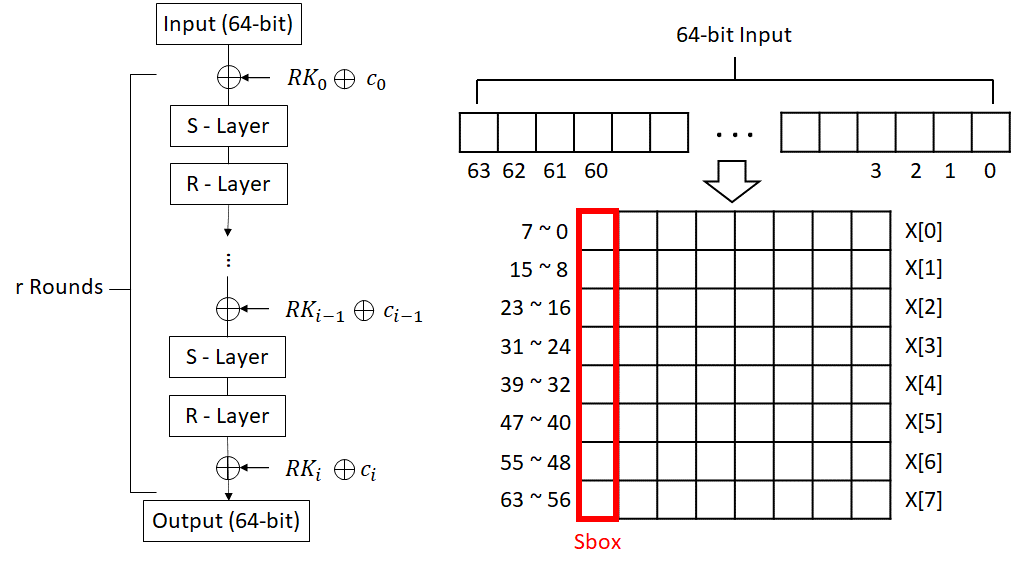 Input (64-bit)
RK₀ ⊕ c₀
S - Layer
R - Layer
...
r Rounds
RKᵢ₋₁ ⊕ cᵢ₋₁
S - Layer
R - Layer
RKᵢ ⊕ cᵢ
Output (64-bit)
64-bit Input
...
63 62 61 60 3 2 1 0
7 ~ 0 X[0]
15 ~ 8 X[1]
23 ~ 16 X[2]
31 ~ 24 X[3]
39 ~ 32 X[4]
47 ~ 40 X[5]
55 ~ 48 X[6]
63 ~ 56 X[7]
Sbox